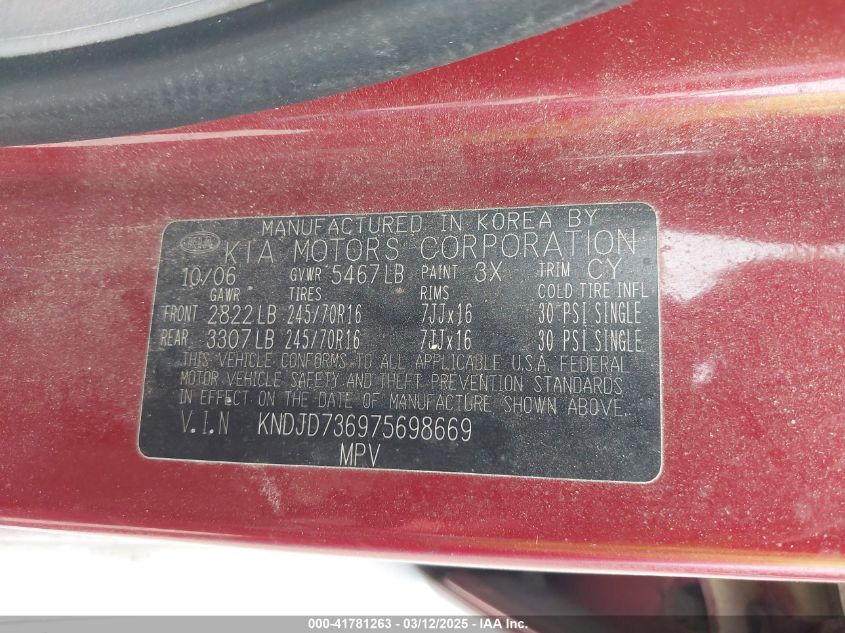 MANUFACTURED IN KOREA BY
KIA MOTORS CORPORATION
10/06 GVWR 5467LB PAINT 3X TRIM CY
GAWR TIRES RIMS COLD TIRE INFL
FRONT 2822LB 245/70R16 7JJx16 30 PSI SINGLE
REAR 3307LB 245/70R16 7JJx16 30 PSI SINGLE
THIS VEHICLE CONFORMS TO ALL APPLICABLE U.S.A. FEDERAL
MOTOR VEHICLE SAFETY AND THEFT PREVENTION STANDARDS
IN EFFECT ON THE DATE OF MANUFACTURE SHOWN ABOVE.
V.I.N KNDJD736975698669
MPV
000-41781263 - 03/12/2025 - IAAI.com